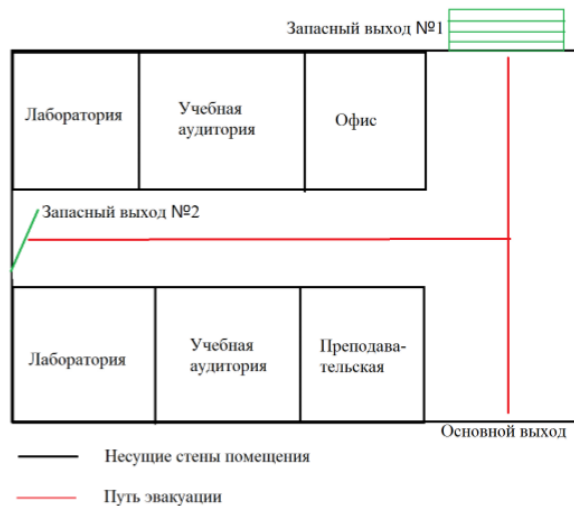 Запасный выход №1
Лаборатория
Учебная
аудитория
Офис
Запасный выход №2
Лаборатория
Учебная
аудитория
Преподава-
тельская
Основной выход
Несущие стены помещения
Путь эвакуации